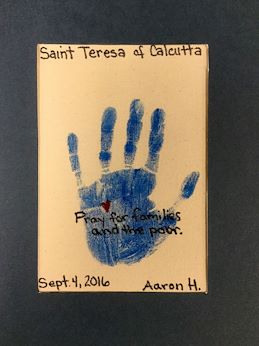 Saint Teresa of Calcutta
Pray for families
and the poor.
Sept. 4, 2016
Aaron H.